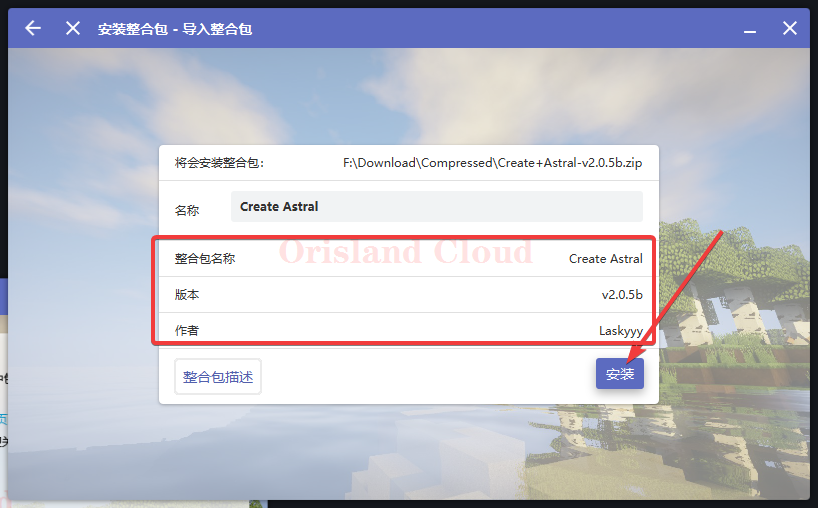 安装整合包 - 导入整合包
将会安装整合包: F:\Download\Compressed\Create+Astral-v2.0.5b.zip
名称 Create Astral
Orisland Cloud
整合包名称 Create Astral
版本 v2.0.5b
作者 Laskyyy
整合包描述 安装